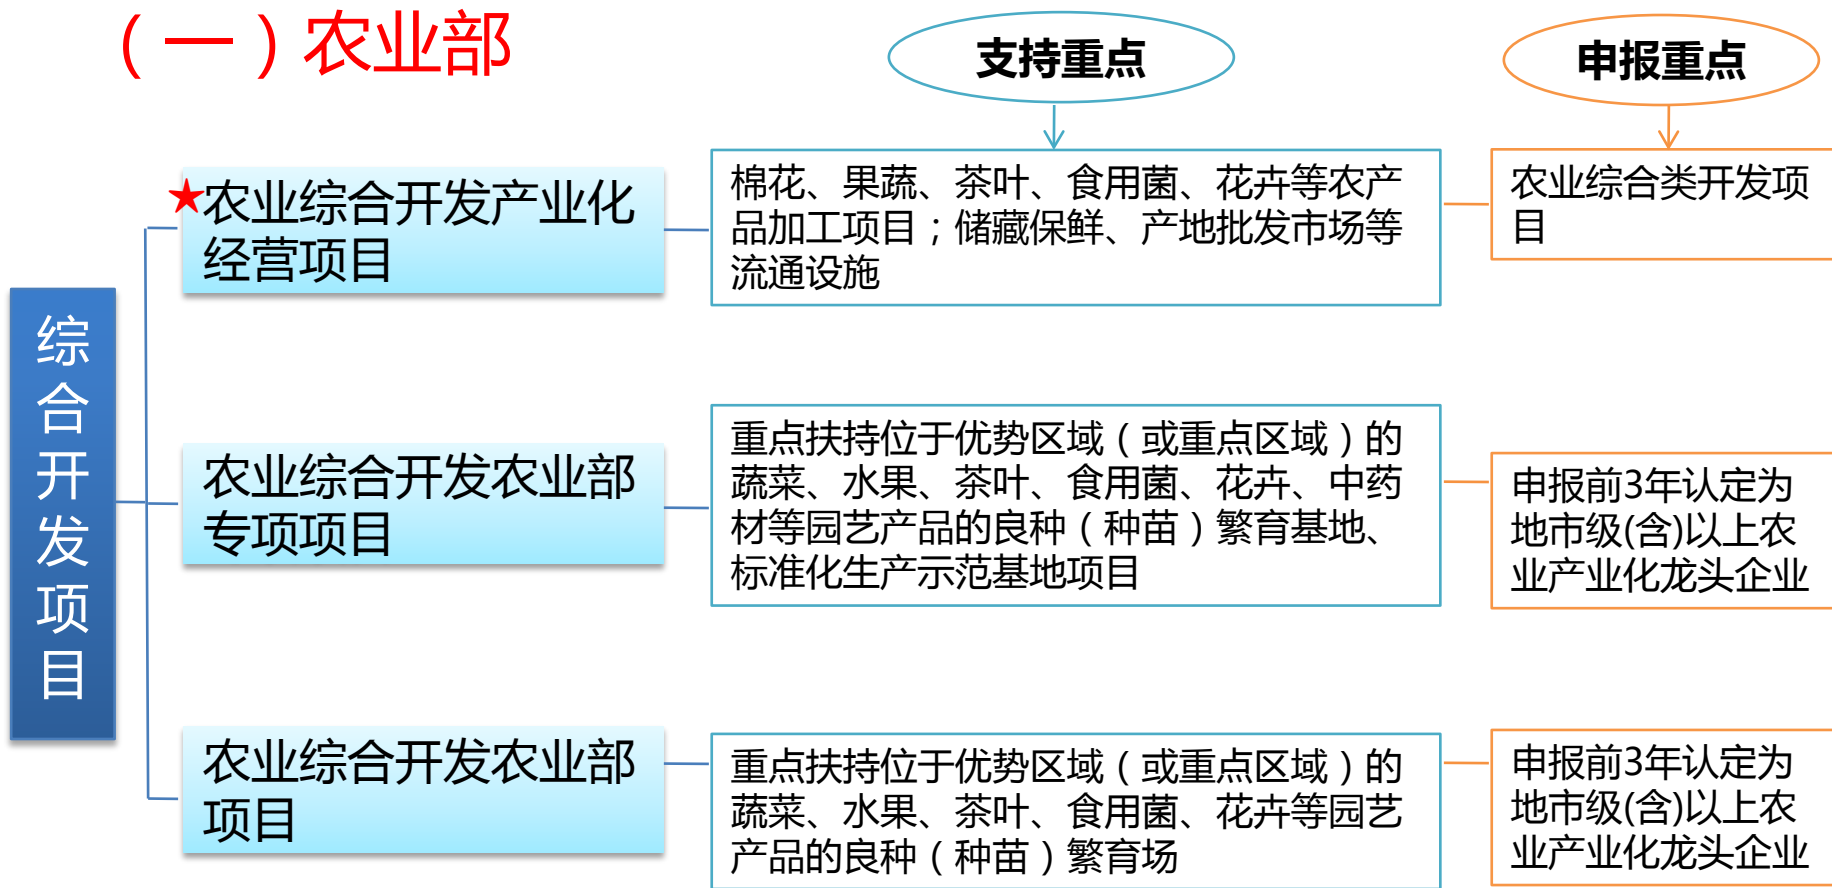 （一）农业部
支持重点
申报重点
综合开发项目
★农业综合开发产业化
经营项目
棉花、果蔬、茶叶、食用菌、花卉等农产
品加工项目；储藏保鲜、产地批发市场等
流通设施
农业综合类开发项
目
农业综合开发农业部
专项项目
重点扶持位于优势区域（或重点区域）的
蔬菜、水果、茶叶、食用菌、花卉、中药
材等园艺产品的良种（种苗）繁育基地、
标准化生产示范基地项目
申报前3年认定为
地市级(含)以上农
业产业化龙头企业
农业综合开发农业部
项目
重点扶持位于优势区域（或重点区域）的
蔬菜、水果、茶叶、食用菌、花卉等园艺
产品的良种（种苗）繁育场
申报前3年认定为
地市级(含)以上农
业产业化龙头企业